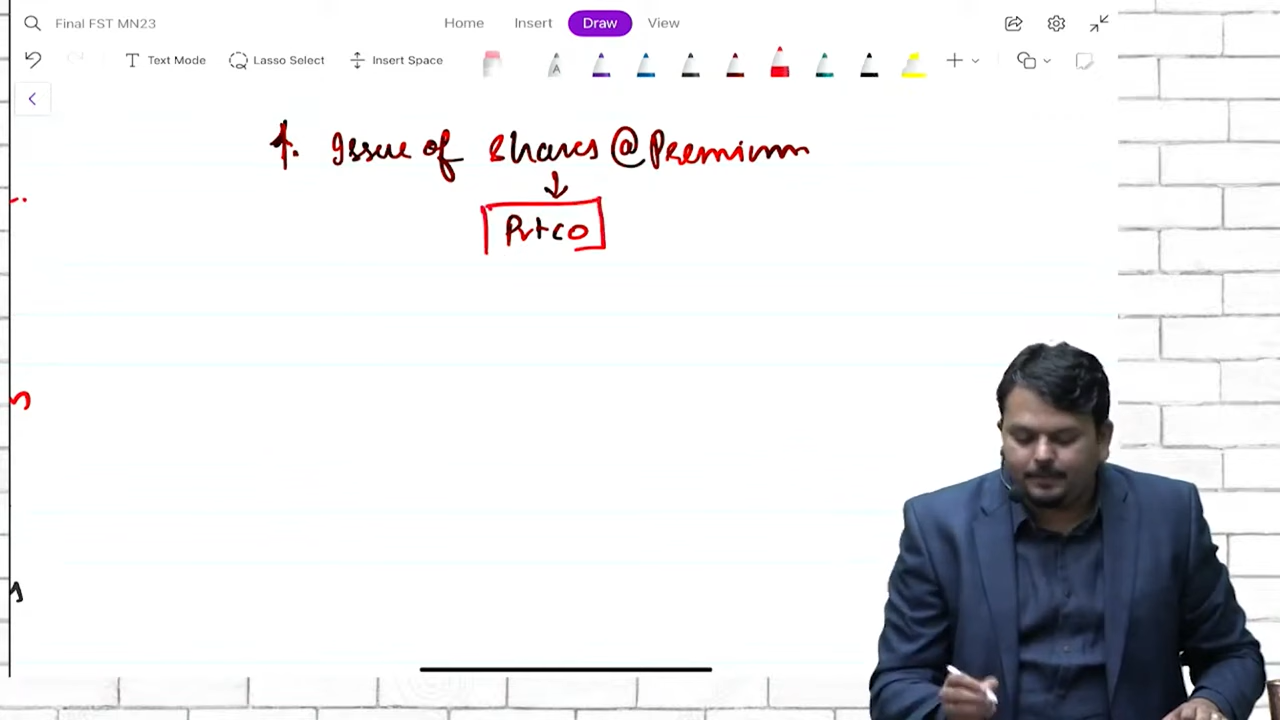 Final FST MN23
Home Insert Draw View
Text Mode Lasso Select Insert Space
A
1. Issue of Shares @ Premium
Pvt co